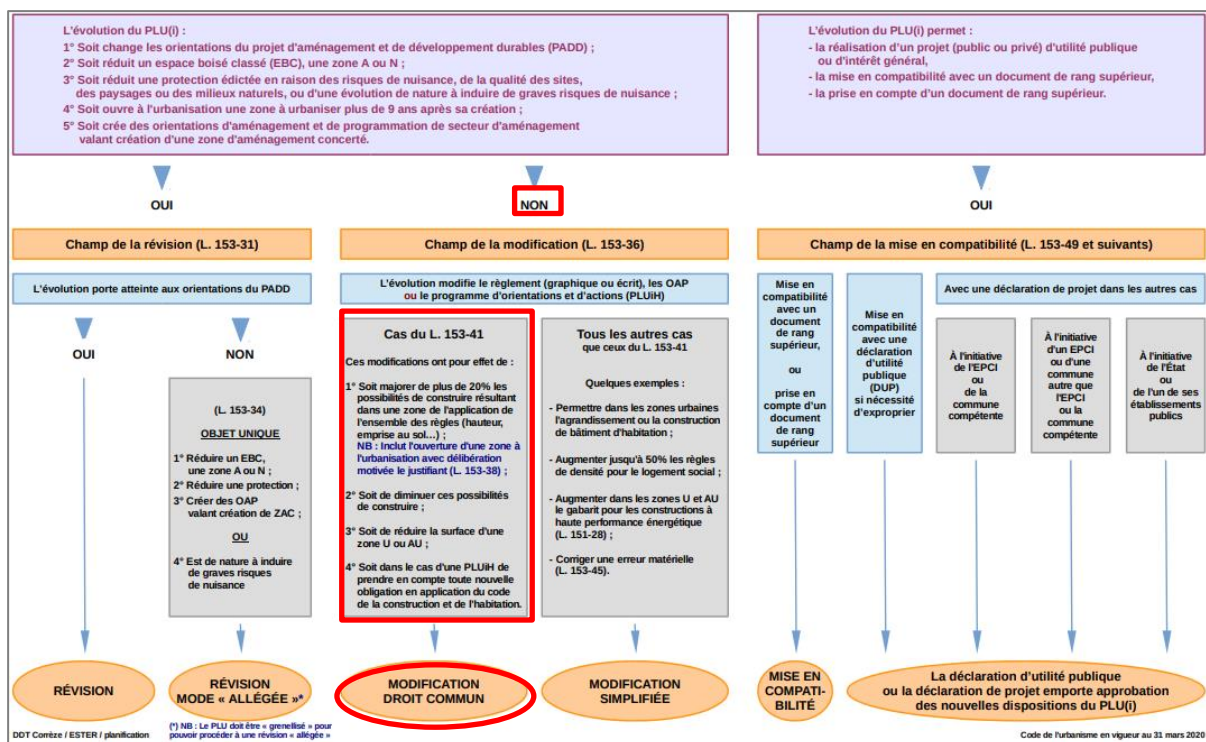 L'évolution du PLU(i) :
1° Soit change les orientations du projet d'aménagement et de développement durables (PADD) ;
2° Soit réduit un espace boisé classé (EBC), une zone A ou N ;
3° Soit réduit une protection édictée en raison des risques de nuisance, de la qualité des sites,
des paysages ou des milieux naturels, ou d'une évolution de nature à induire de graves risques de nuisance ;
4° Soit ouvre à l'urbanisation une zone à urbaniser plus de 9 ans après sa création ;
5° Soit crée des orientations d'aménagement et de programmation de secteur d'aménagement
valant création d'une zone d'aménagement concerté.
L'évolution du PLU(i) permet :
- la réalisation d'un projet (public ou privé) d'utilité publique
ou d'intérêt général,
- la mise en compatibilité avec un document de rang supérieur,
- la prise en compte d'un document de rang supérieur.
OUI
NON
OUI
Champ de la révision (L. 153-31)
Champ de la modification (L. 153-36)
Champ de la mise en compatibilité (L. 153-49 et suivants)
L'évolution porte atteinte aux orientations du PADD
OUI
NON
(L. 153-34)
OBJET UNIQUE
1° Réduire un EBC,
une zone A ou N ;
2° Réduire une protection ;
3° Créer des OAP
valant création de ZAC ;
OU
4° Est de nature à induire
de graves risques
de nuisance
L'évolution modifie le règlement (graphique ou écrit), les OAP
ou le programme d'orientations et d'actions (PLUiH)
Cas du L. 153-41
Ces modifications ont pour effet de :
1° Soit majorer de plus de 20% les
possibilités de construire résultant
dans une zone de l'application de
l'ensemble des règles (hauteur,
emprise au sol...) ;
NB : Inclut l'ouverture d'une zone à
l'urbanisation avec délibération
motivée le justifiant (L. 153-38) ;
2° Soit de diminuer ces possibilités
de construire ;
3° Soit de réduire la surface d'une
zone U ou AU ;
4° Soit dans le cas d'une PLUiH de
prendre en compte toute nouvelle
obligation en application du code
de la construction et de l'habitation.
Tous les autres cas
que ceux du L. 153-41
Quelques exemples :
- Permettre dans les zones urbaines
l'agrandissement ou la construction
de bâtiment d'habitation ;
- Augmenter jusqu'à 50% les règles
de densité pour le logement social ;
- Augmenter dans les zones U et AU
le gabarit pour les constructions à
haute performance énergétique
(L. 151-28) ;
- Corriger une erreur matérielle
(L. 153-45).
Mise en
compatibilité
avec un
document
de rang
supérieur,
ou
prise en
compte d'un
document
de rang
supérieur
Mise en
compatibilité
avec une
déclaration
d'utilité
publique
(DUP)
si nécessité
d'exproprier
Avec une déclaration de projet dans les autres cas
À l'initiative
de l'EPCI
ou
de la
commune
compétente
À l'initiative
d'un EPCI
ou d'une
commune
autre que
l'EPCI
ou la
commune
compétente
À l'initiative
de l'État
ou
de l'un de ses
établissements
publics
RÉVISION
RÉVISION
MODE « ALLÉGÉE »*
MODIFICATION
DROIT COMMUN
MODIFICATION
SIMPLIFIÉE
MISE EN
COMPATI-
BILITÉ
La déclaration d'utilité publique
ou la déclaration de projet emporte approbation
des nouvelles dispositions du PLU(i)
DDT Corrèze / ESTER / planification
(*) NB : Le PLU doit être « grenellisé » pour
pouvoir procéder à une révision « allégée »
Code de l'urbanisme en vigueur au 31 mars 2020